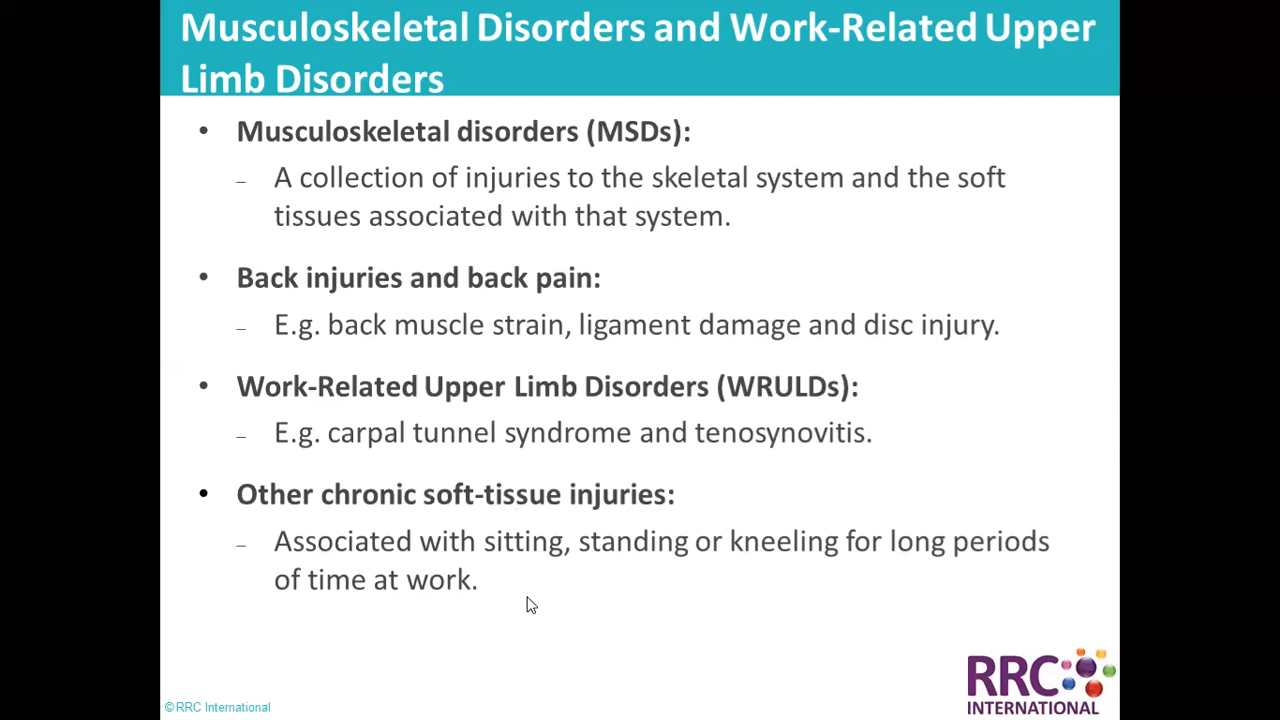 Musculoskeletal Disorders and Work-Related Upper
Limb Disorders
• Musculoskeletal disorders (MSDs):
– A collection of injuries to the skeletal system and the soft
tissues associated with that system.
• Back injuries and back pain:
– E.g. back muscle strain, ligament damage and disc injury.
• Work-Related Upper Limb Disorders (WRULDs):
– E.g. carpal tunnel syndrome and tenosynovitis.
• Other chronic soft-tissue injuries:
– Associated with sitting, standing or kneeling for long periods
of time at work.
RRC
INTERNATIONAL
© RRC International